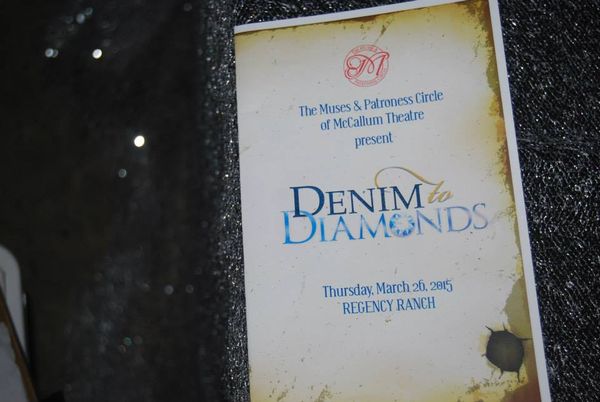 M
The Muses & Patroness Circle
of McCallum Theatre
present
DENIM to
DIAMONDS
Thursday, March 26, 2015
REGENCY RANCH